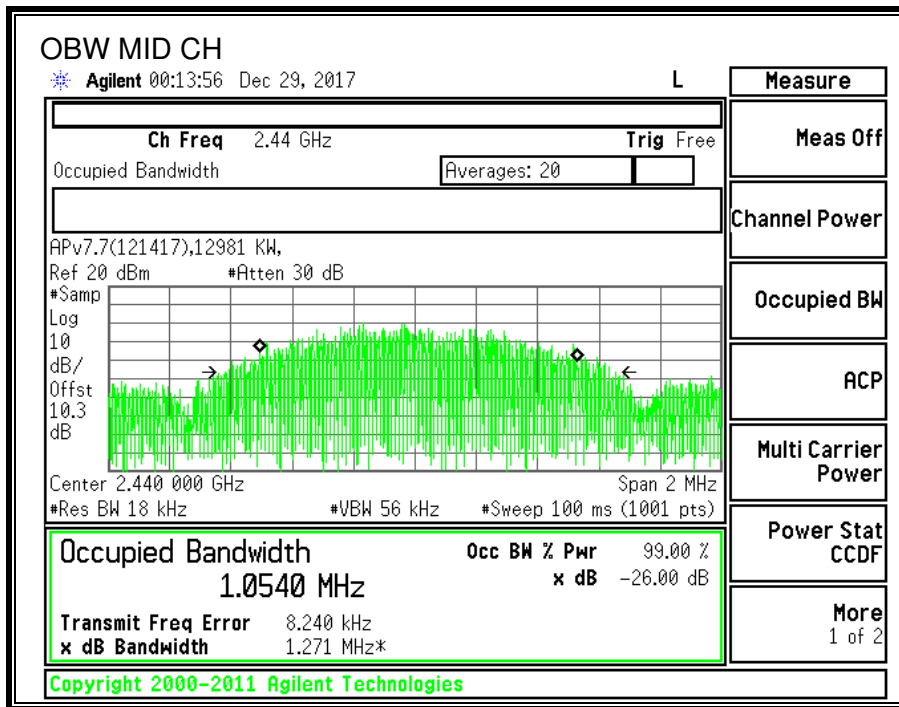 OBW MID CH
Agilent 00:13:56 Dec 29, 2017 L
Measure
Ch Freq 2.44 GHz Trig Free
Occupied Bandwidth Averages: 20
APv7.7(121417),12981 KW,
Ref 20 dBm #Atten 30 dB
#Samp
Log
10
dB/
Offst
10.3
dB
Center 2.440 000 GHz Span 2 MHz
#Res BW 18 kHz #VBW 56 kHz #Sweep 100 ms (1001 pts)
Occupied Bandwidth Occ BW % Pwr 99.00 %
1.0540 MHz x dB -26.00 dB
Transmit Freq Error 8.240 kHz
x dB Bandwidth 1.271 MHz*
Meas Off
Channel Power
Occupied BW
ACP
Multi Carrier
Power
Power Stat
CCDF
More
1 of 2
Copyright 2000-2011 Agilent Technologies